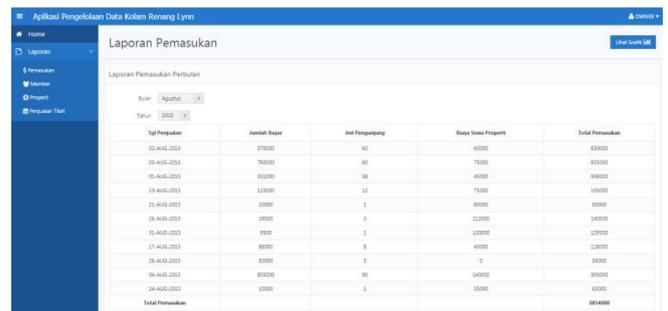 Aplikasi Pengelolaan Data Kolam Renang Lynn
OWNER
Home
Laporan
Pemasukan
Member
Properti
Penjualan Tiket
Laporan Pemasukan
Lihat Grafik
Laporan Pemasukan Perbulan
Bulan Agustus
Tahun 2015
Tgl Penjualan Jumlah Bayar Jml Pengunjung Biaya Sewa Properti Total Pemasukan
02-AUG-2015 570000 60 60000 630000
03-AUG-2015 760000 80 75000 835000
01-AUG-2015 551000 58 45000 596000
23-AUG-2015 120000 12 75000 195000
21-AUG-2015 10000 1 80000 90000
28-AUG-2015 28500 3 112000 140500
31-AUG-2015 9500 1 120000 129500
17-AUG-2015 88000 8 40000 128000
26-AUG-2015 50000 5 0 50000
04-AUG-2015 855000 90 140000 995000
24-AUG-2015 10000 1 55000 65000
Total Pemasukan 3854000